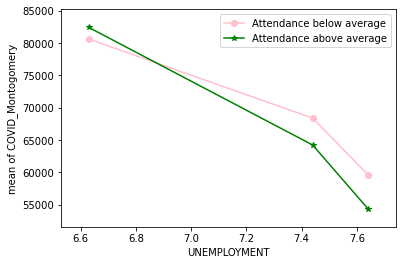 85000
80000
75000
70000
65000
60000
55000
mean of COVID_Montogomery
Attendance below average
Attendance above average
6.6 6.8 7.0 7.2 7.4 7.6
UNEMPLOYMENT